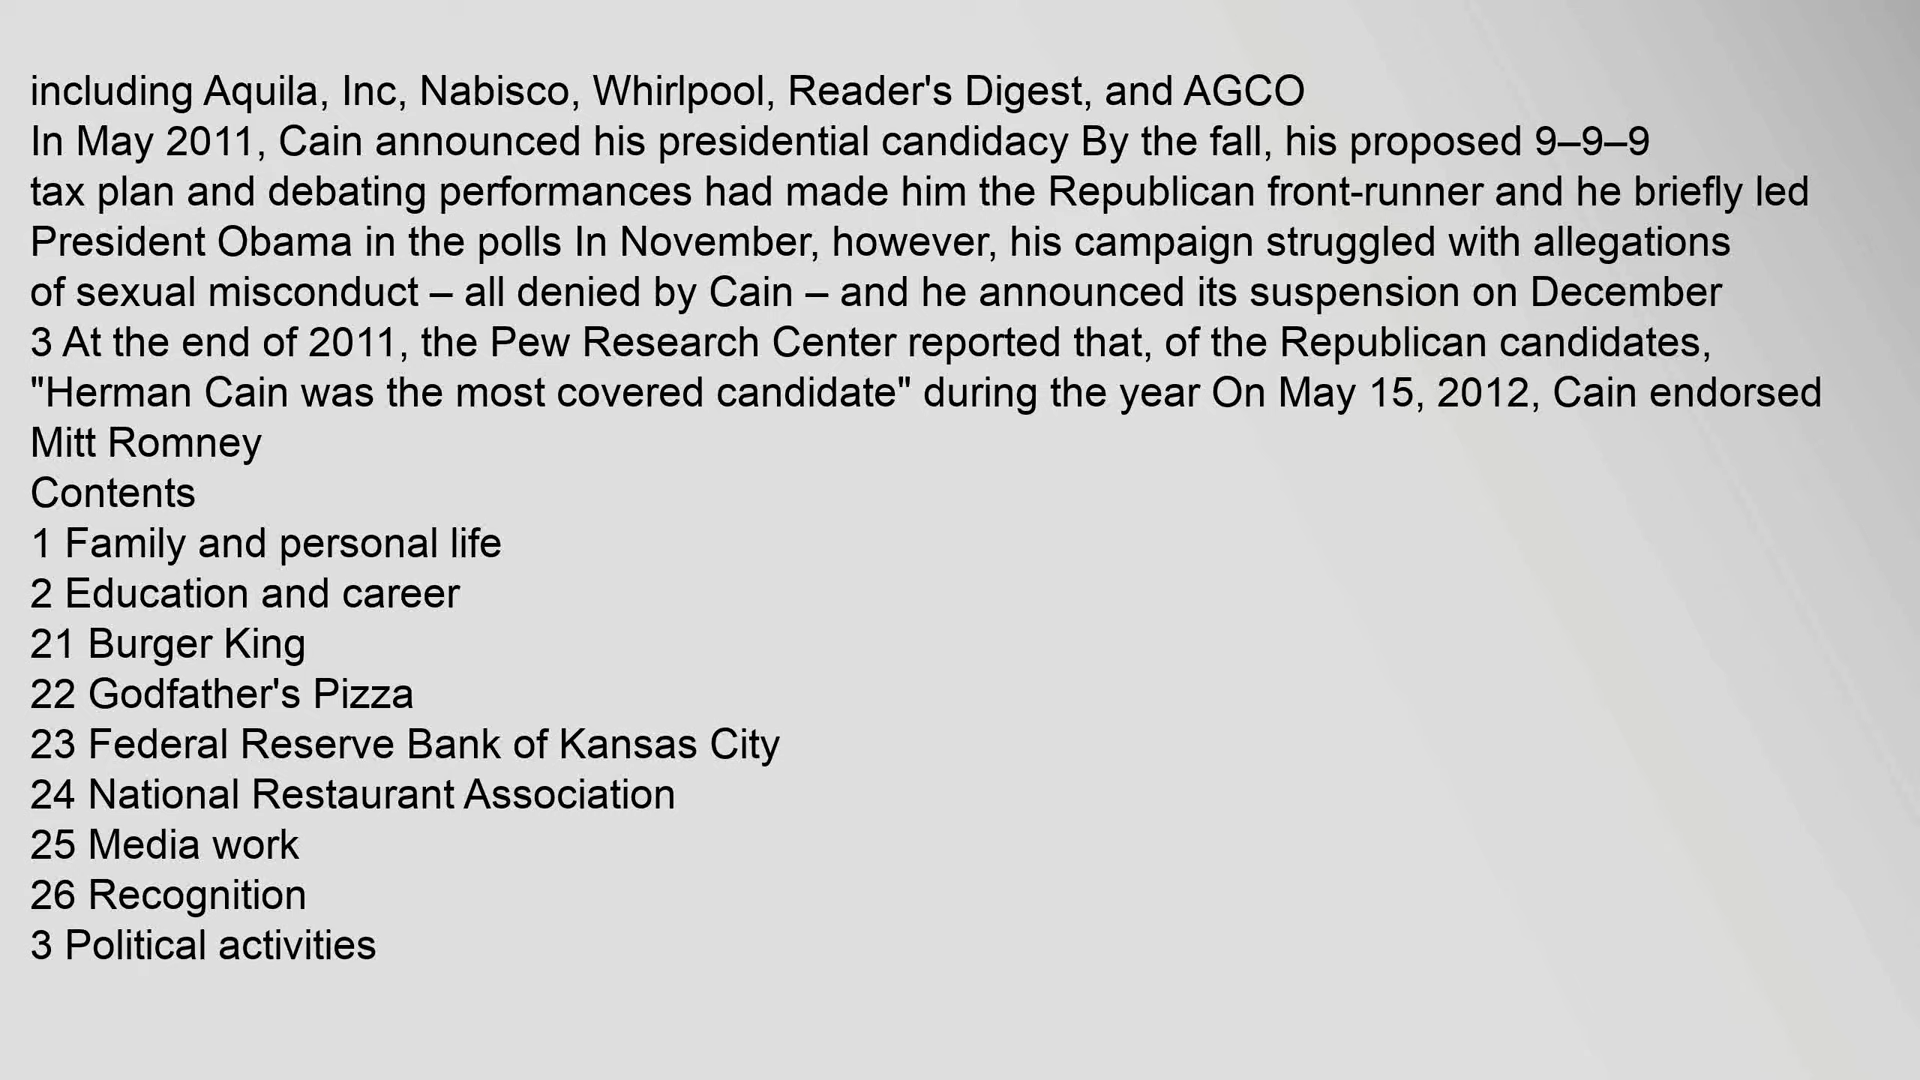 including Aquila, Inc, Nabisco, Whirlpool, Reader's Digest, and AGCO
In May 2011, Cain announced his presidential candidacy By the fall, his proposed 9–9–9
tax plan and debating performances had made him the Republican front-runner and he briefly led
President Obama in the polls In November, however, his campaign struggled with allegations
of sexual misconduct – all denied by Cain – and he announced its suspension on December
3 At the end of 2011, the Pew Research Center reported that, of the Republican candidates,
"Herman Cain was the most covered candidate" during the year On May 15, 2012, Cain endorsed
Mitt Romney
Contents
1 Family and personal life
2 Education and career
21 Burger King
22 Godfather's Pizza
23 Federal Reserve Bank of Kansas City
24 National Restaurant Association
25 Media work
26 Recognition
3 Political activities